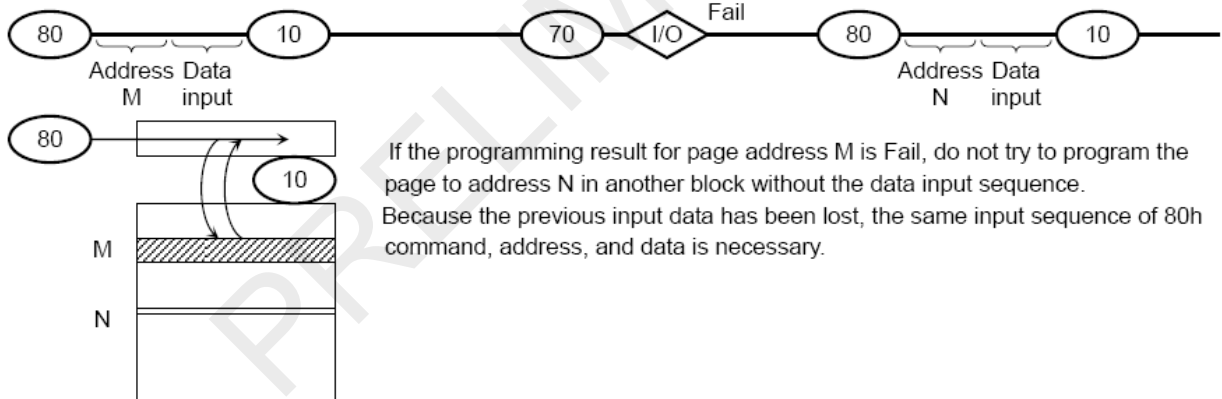 80 10 70 I/O Fail 80 10
Address Data Address Data
M input N input
80
10
M
N
If the programming result for page address M is Fail, do not try to program the
page to address N in another block without the data input sequence.
Because the previous input data has been lost, the same input sequence of 80h
command, address, and data is necessary.
PRELIM